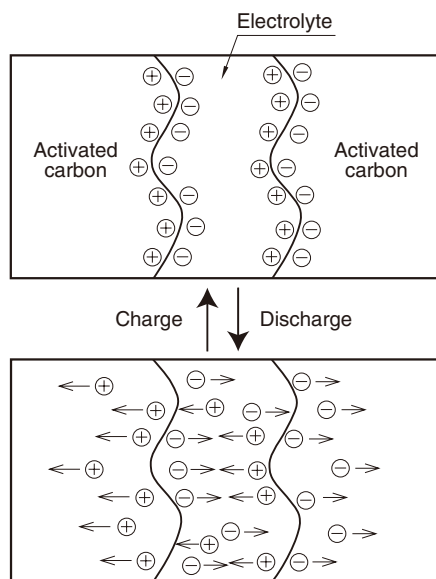 Electrolyte
Activated
carbon
Activated
carbon
Charge
Discharge